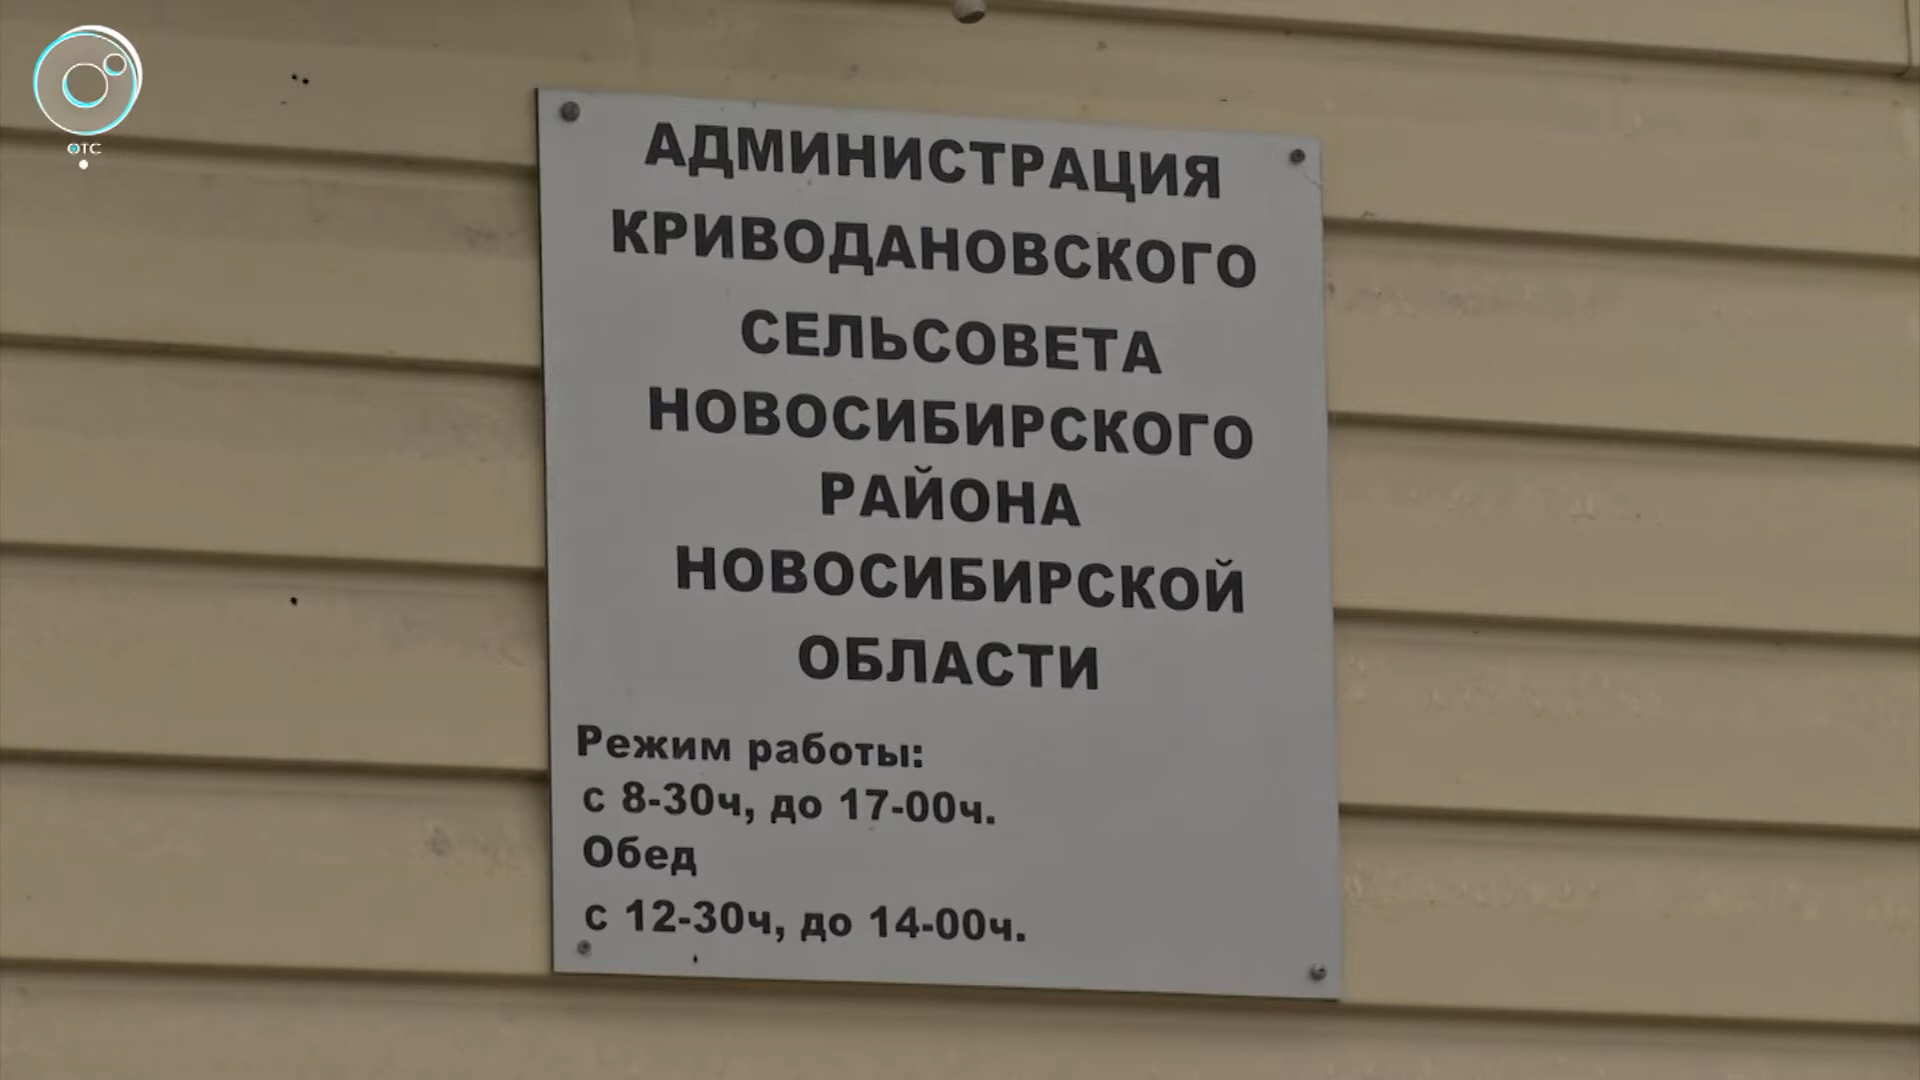 ОТС
АДМИНИСТРАЦИЯ
КРИВОДАНОВСКОГО
СЕЛЬСОВЕТА
НОВОСИБИРСКОГО
РАЙОНА
НОВОСИБИРСКОЙ
ОБЛАСТИ
Режим работы:
с 8-30ч, до 17-00ч.
Обед
с 12-30ч, до 14-00ч.